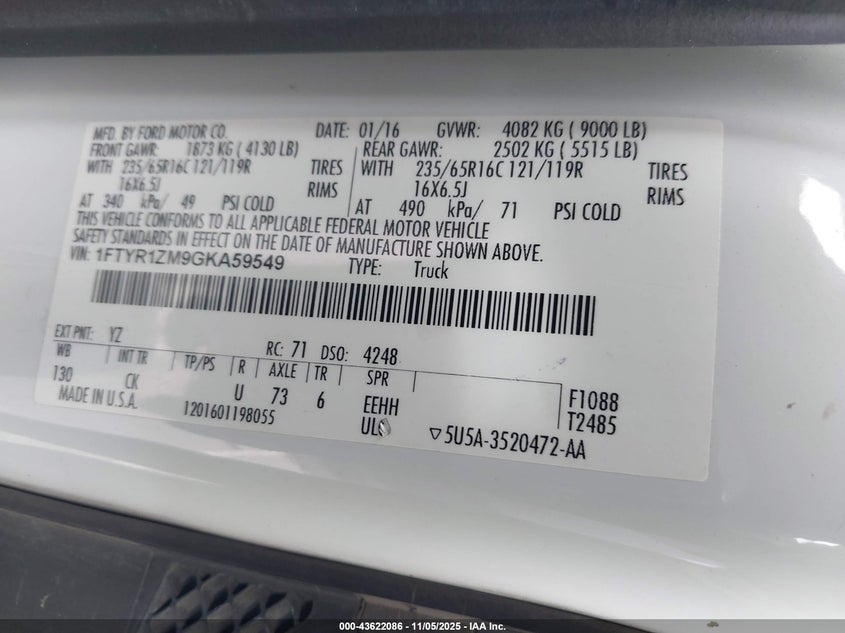 MFD. BY FORD MOTOR CO. DATE: 01/16 GVWR: 4082 KG ( 9000 LB)
FRONT GAWR: 1873 KG ( 4130 LB) REAR GAWR: 2502 KG ( 5515 LB)
WITH 235/65R16C 121/119R TIRES WITH 235/65R16C 121/119R TIRES
16X6.5J RIMS 16X6.5J RIMS
AT 340 kPa/ 49 PSI COLD AT 490 kPa/ 71 PSI COLD
THIS VEHICLE CONFORMS TO ALL APPLICABLE FEDERAL MOTOR VEHICLE
SAFETY STANDARDS IN EFFECT ON THE DATE OF MANUFACTURE SHOWN ABOVE.
VIN: 1FTYR1ZM9GKA59549 TYPE: Truck
EXT PNT: YZ RC: 71 DSO: 4248
WB INT TR TP/PS R AXLE TR SPR
130 CK U 73 6 EEHH F1088
MADE IN U.S.A. 1201601198055 T2485
▽5U5A-3520472-AA
000-43622086 - 11/05/2025 - IAA Inc.